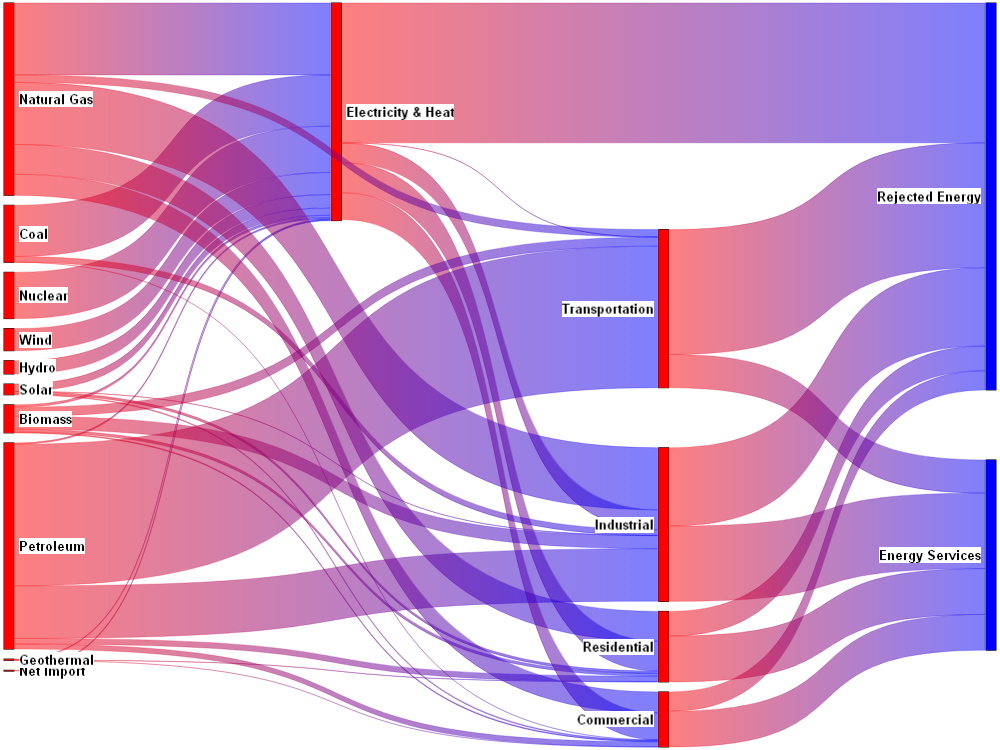 Natural Gas
Electricity & Heat
Rejected Energy
Coal
Nuclear
Transportation
Wind
Hydro
Solar
Biomass
Industrial
Petroleum
Energy Services
Residential
Geothermal
Net Import
Commercial